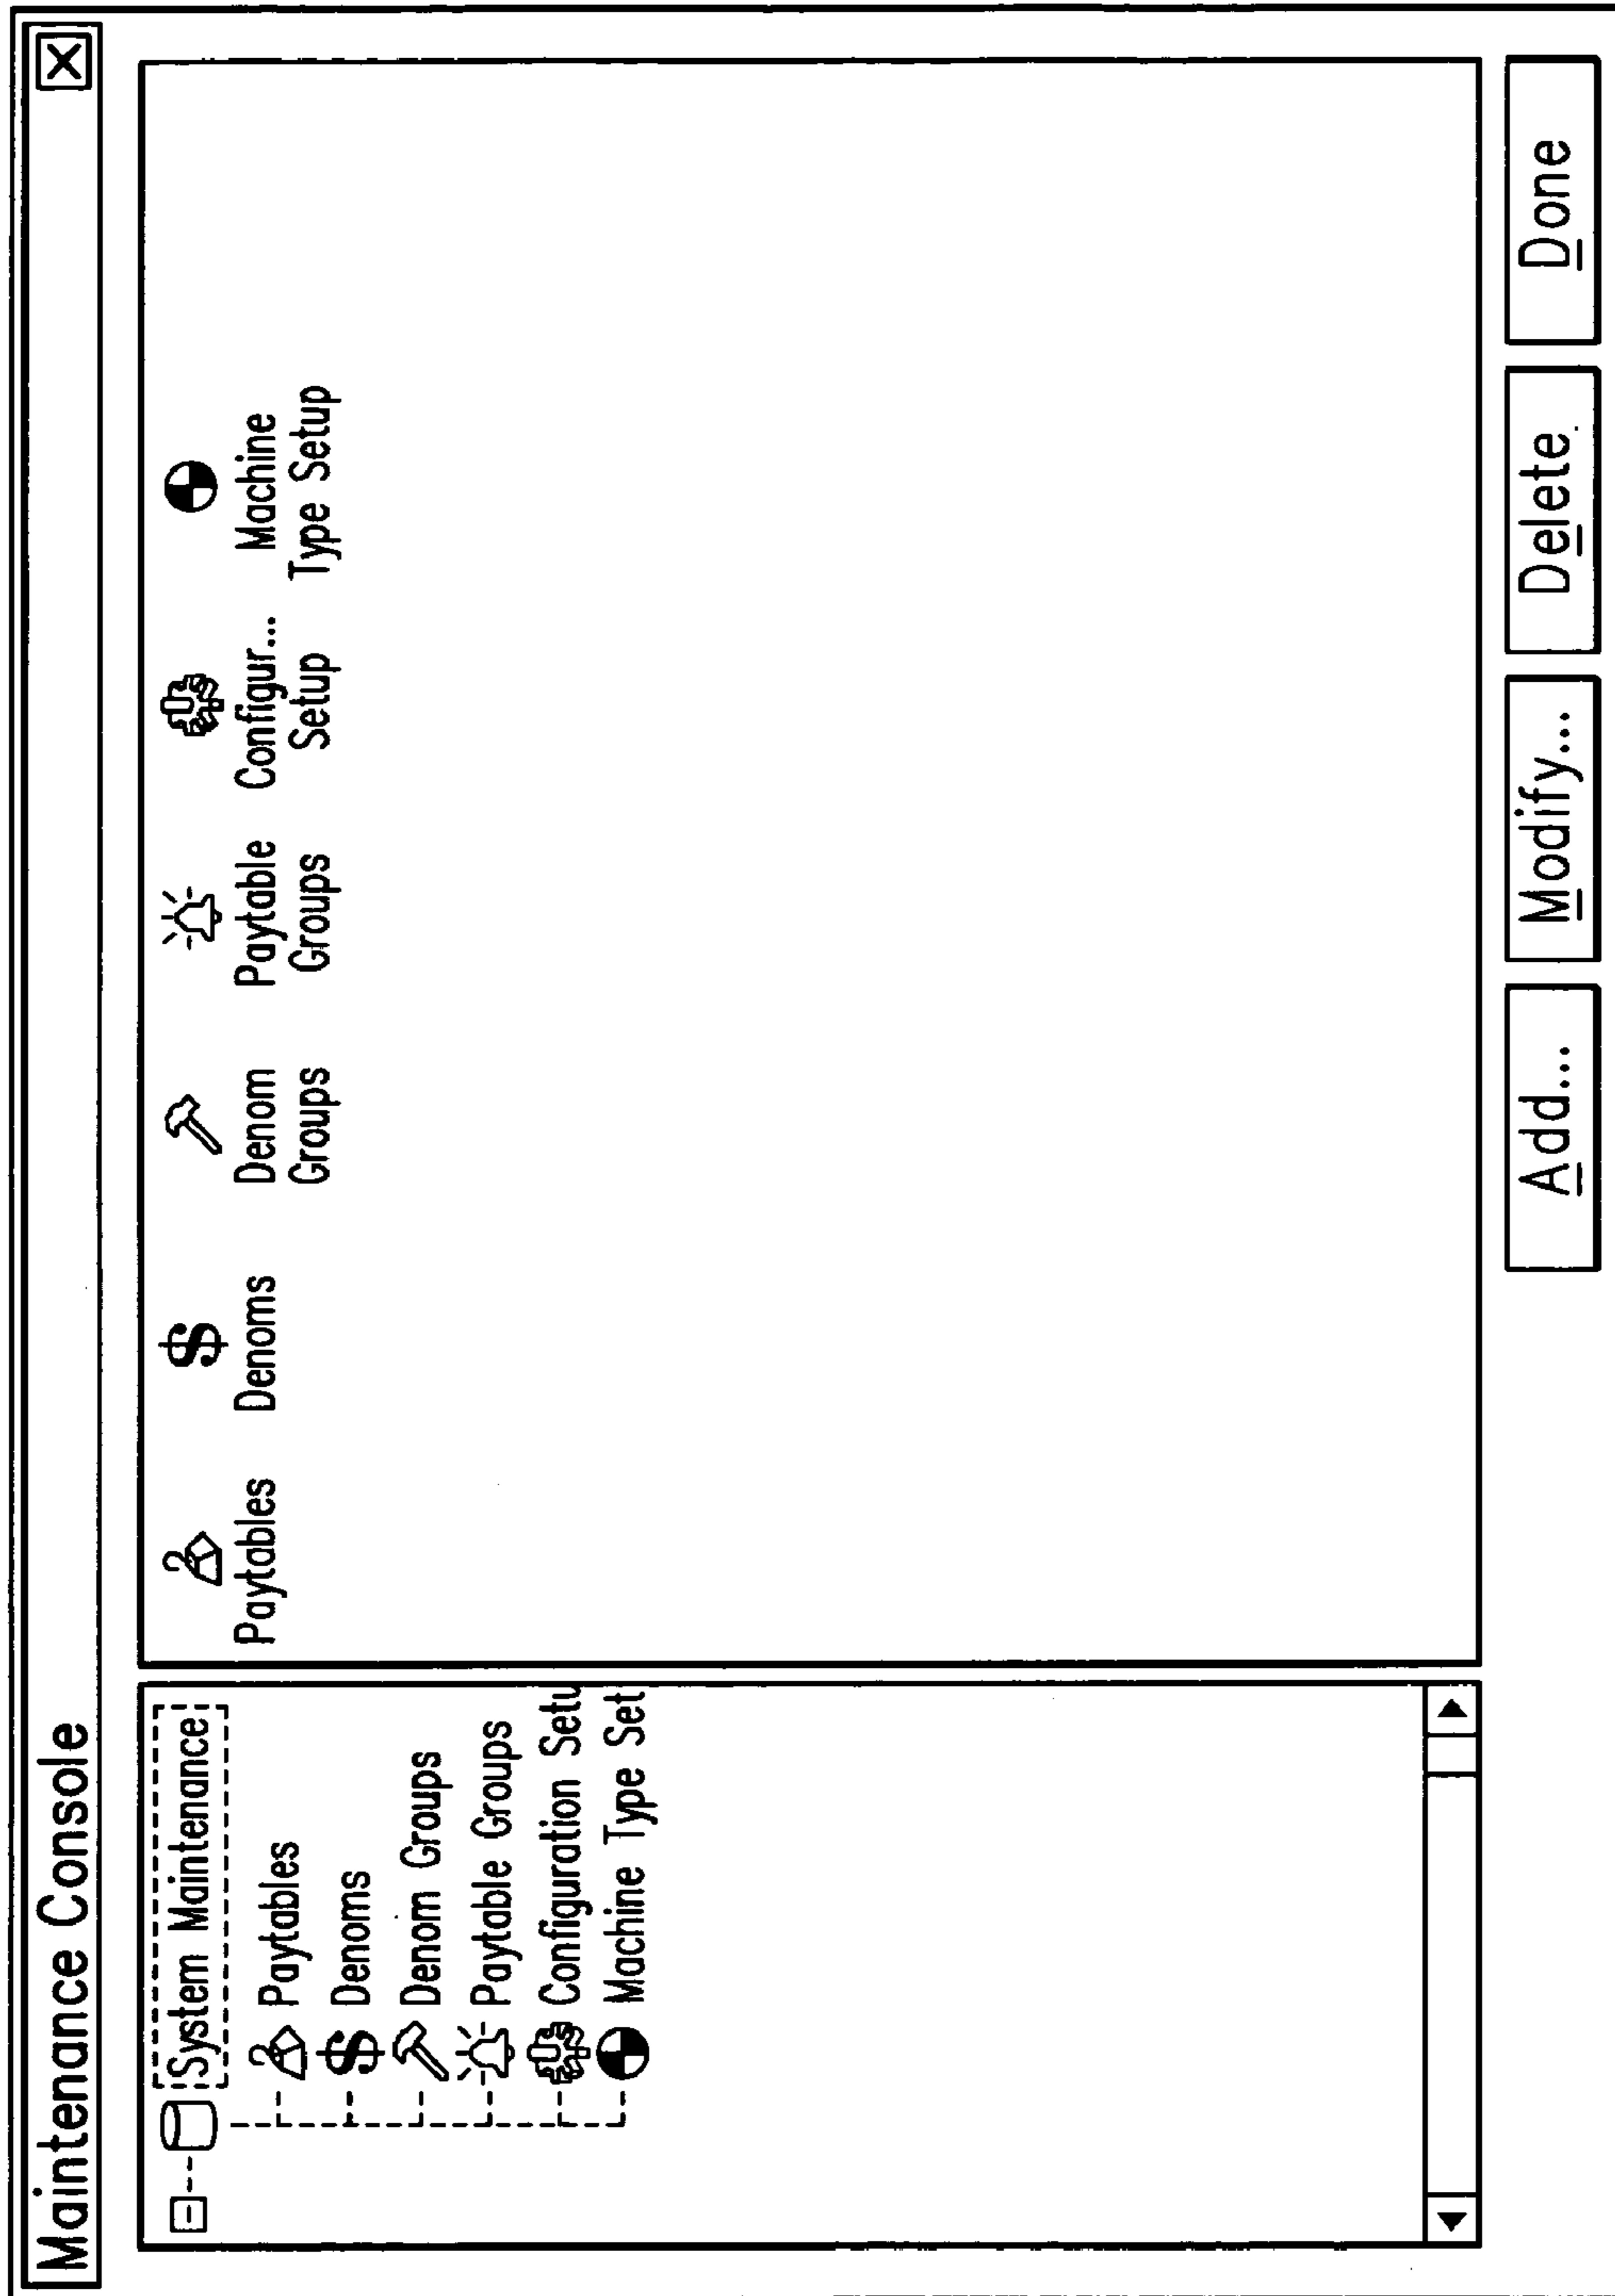 Maintenance Console
System Maintenance
Paytables
Denoms
Denom Groups
Paytable Groups
Configuration Setu
Machine Type Set
Paytables
Denoms
Denom
Groups
Paytable
Groups
Configur...
Setup
Machine
Type Setup
Add...
Modify...
Delete
Done